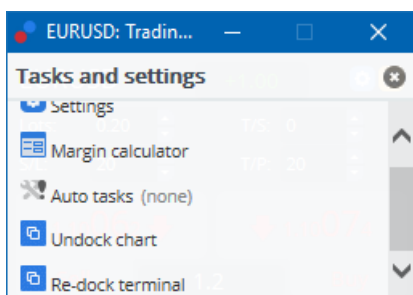 EURUSD: Tradin...
Tasks and settings
Settings
Margin calculator
Auto tasks (none)
Undock chart
Re-dock terminal